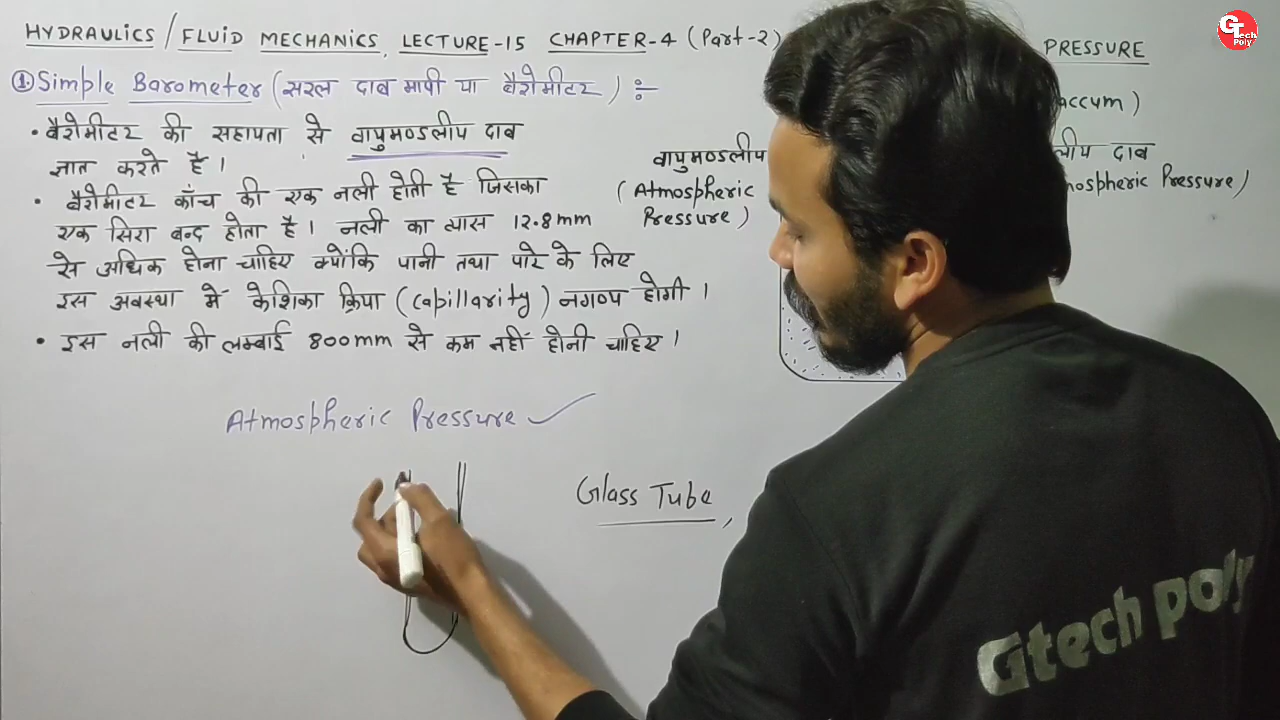 HYDRAULICS / FLUID MECHANICS, LECTURE-15 CHAPTER-4 (Part-2) PRESSURE
① Simple Barometer (सरल दाब मापी या बैरोमीटर) :-
• बैरोमीटर की सहायता से वायुमण्डलीय दाब
ज्ञात करते है ।
• बैरोमीटर काँच की एक नली होती है जिसका
एक सिरा बन्द होता है । नली का व्यास 12.8mm
से अधिक होना चाहिए क्योंकि पानी तथा पारे के लिए
इस अवस्था में केशिका क्रिया (Capillarity) नगण्य होगी ।
• इस नली की लम्बाई 800mm से कम नहीं होनी चाहिए ।
Atmospheric Pressure
Glass Tube,
वायुमण्डलीय
(Atmospheric
Pressure)
accum)
लीय दाब
mospheric Pressure)
GTech
Poly
Gtech poly